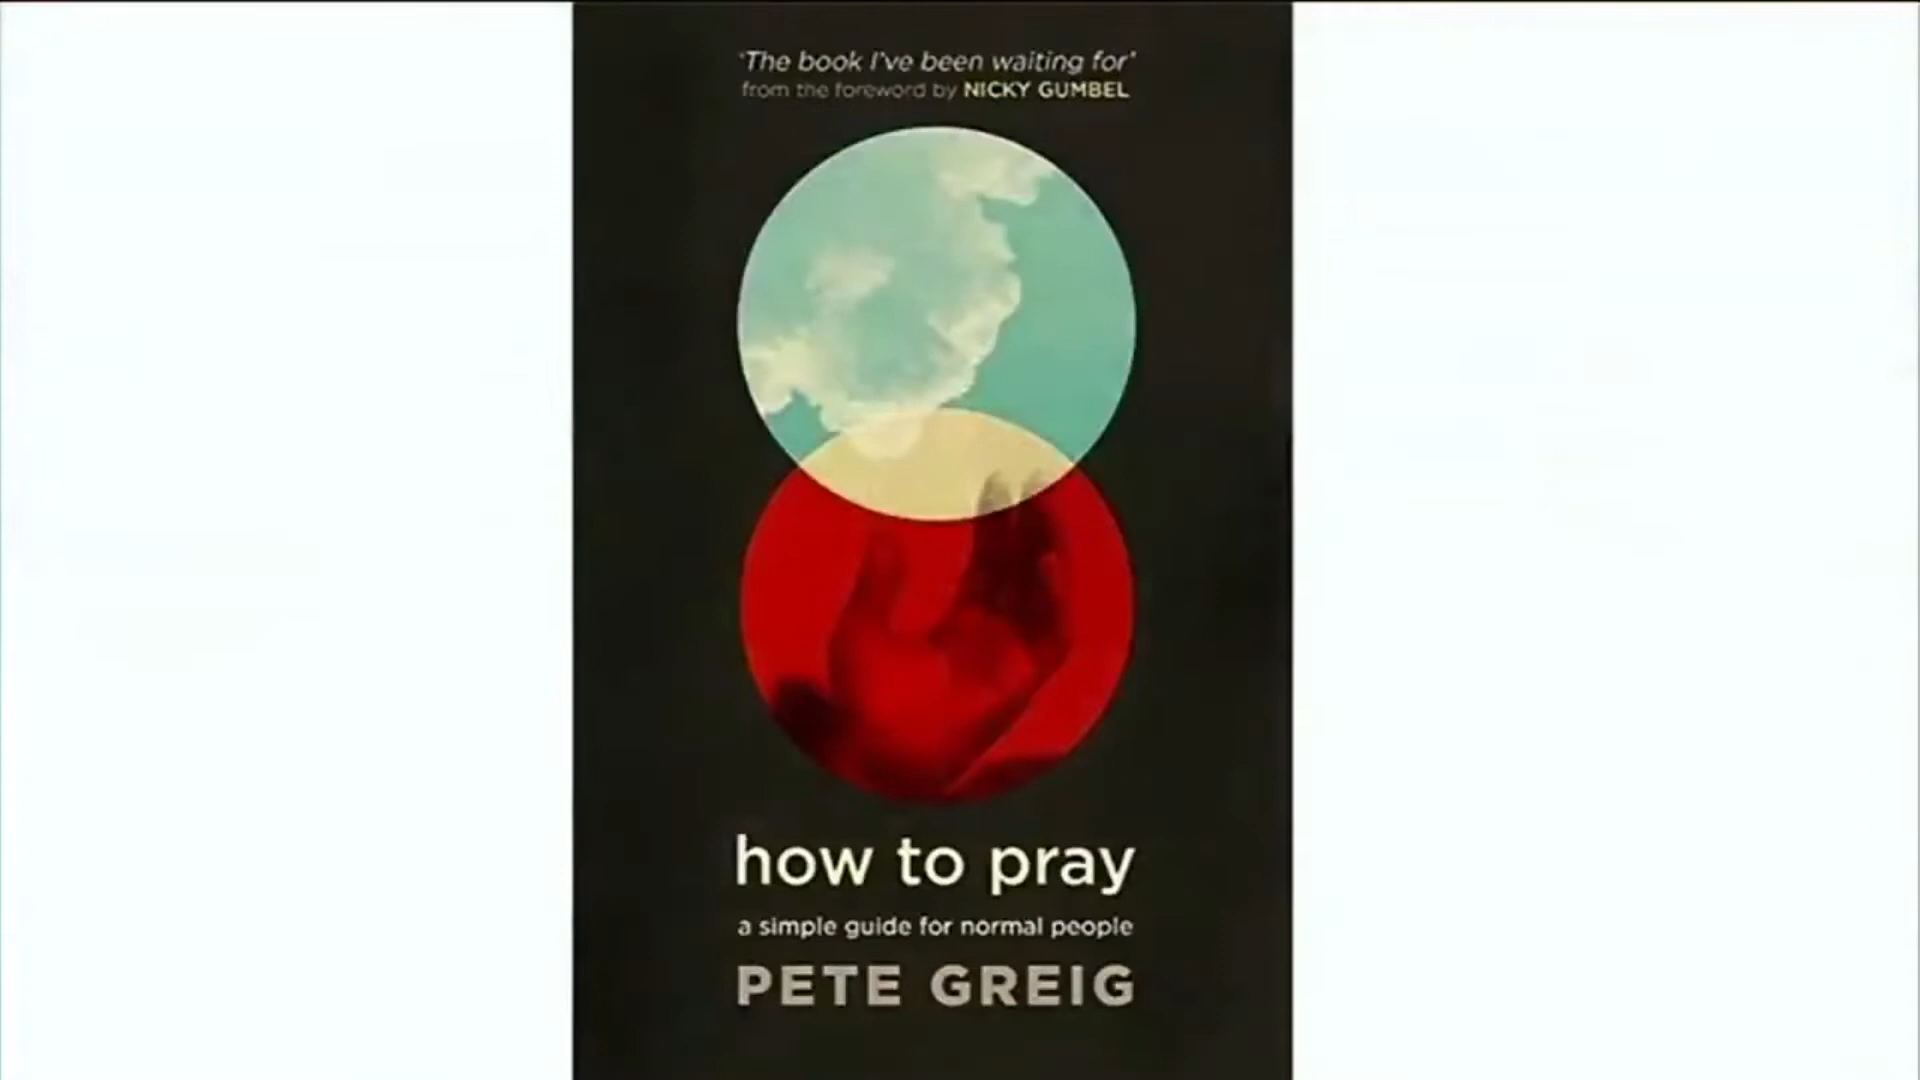 'The book I've been waiting for'
from the foreword by NICKY GUMBEL
how to pray
a simple guide for normal people
PETE GREIG